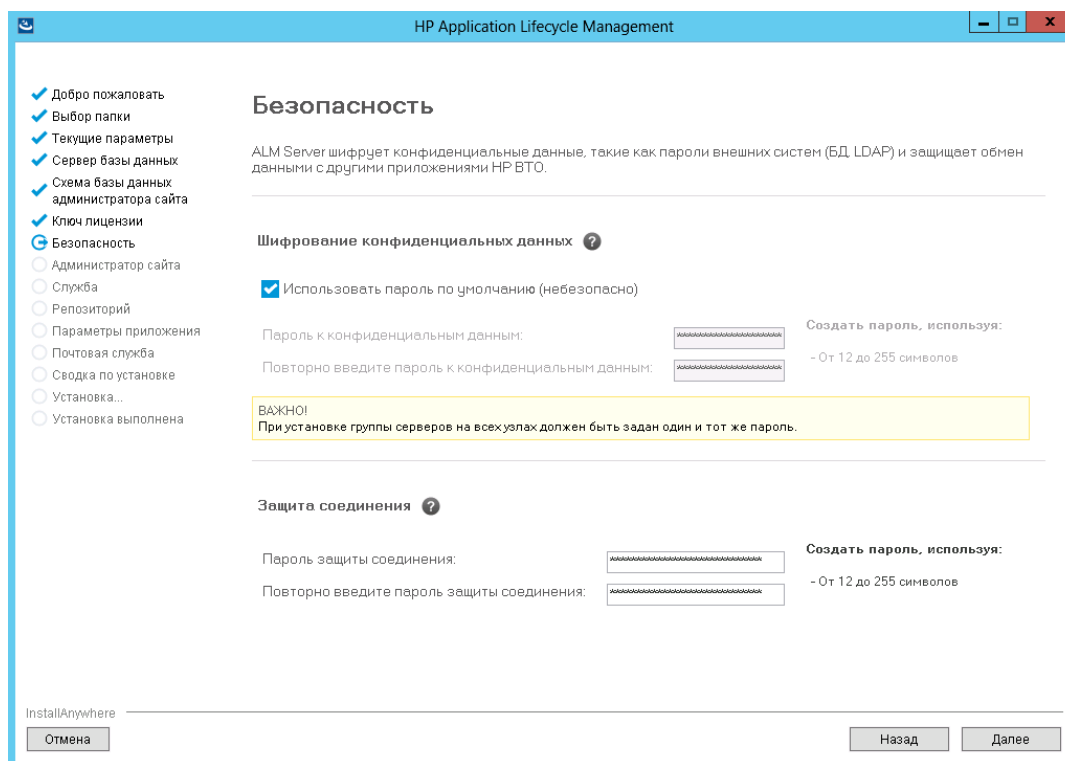 HP Application Lifecycle Management
Добро пожаловать
Выбор папки
Текущие параметры
Сервер базы данных
Схема базы данных
администратора сайта
Ключ лицензии
Безопасность
Администратор сайта
Служба
Репозиторий
Параметры приложения
Почтовая служба
Сводка по установке
Установка...
Установка выполнена
Безопасность
ALM Server шифрует конфиденциальные данные, такие как пароли внешних систем (БД, LDAP) и защищает обмен
данными с другими приложениями HP BTO.
Шифрование конфиденциальных данных ?
Использовать пароль по умолчанию (небезопасно)
Пароль к конфиденциальным данным:
Повторно введите пароль к конфиденциальным данным:
Создать пароль, используя:
- От 12 до 255 символов
ВАЖНО!
При установке группы серверов на всех узлах должен быть задан один и тот же пароль.
Защита соединения ?
Пароль защиты соединения:
Повторно введите пароль защиты соединения:
Создать пароль, используя:
- От 12 до 255 символов
InstallAnywhere
Отмена
Назад
Далее